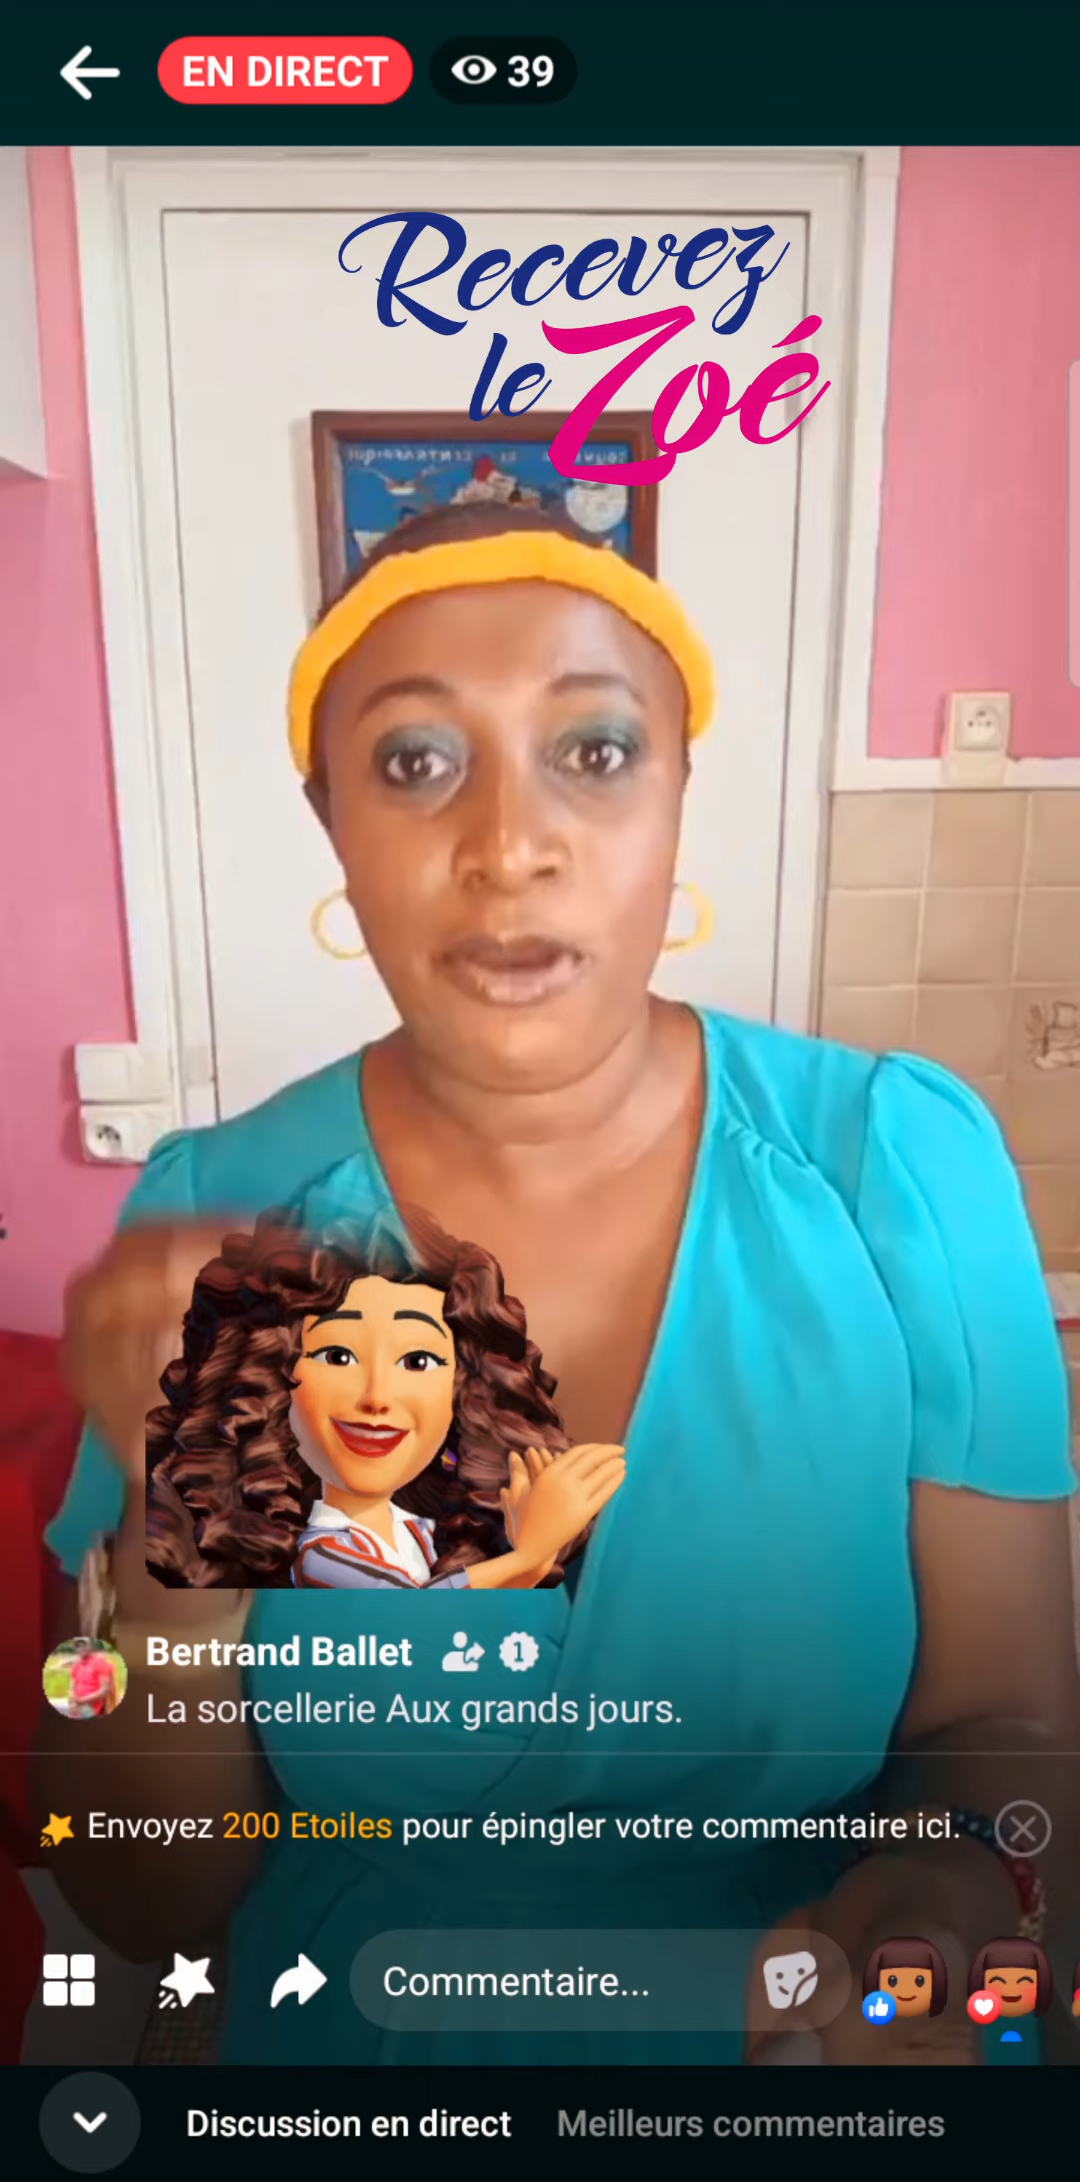 EN DIRECT 39
Recevez
le Zoé
Bertrand Ballet 1
La sorcellerie Aux grands jours.
Envoyez 200 Etoiles pour épingler votre commentaire ici.
Commentaire...
Discussion en direct Meilleurs commentaires